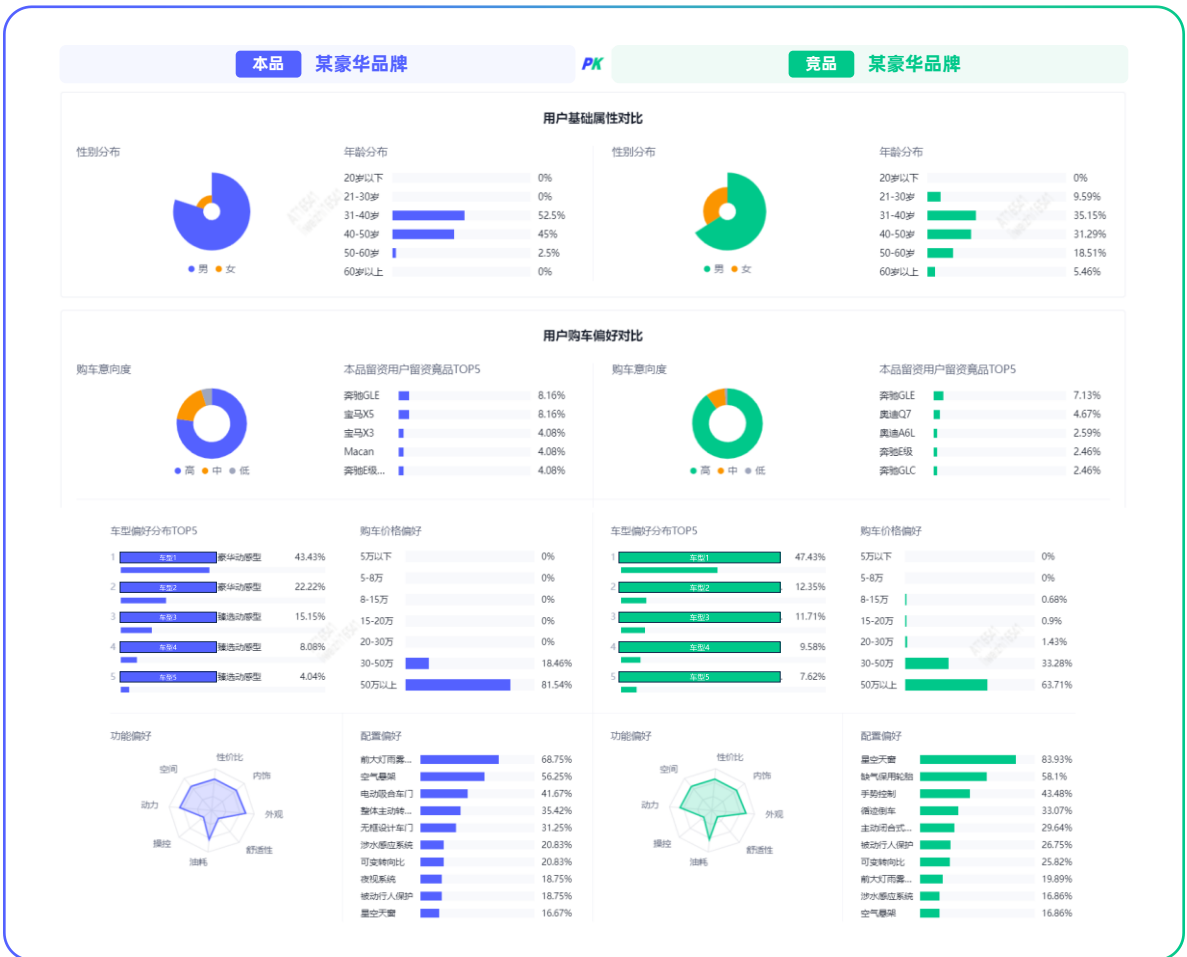 本品 某豪华品牌 PK 竞品 某豪华品牌
用户基础属性对比
性别分布
男 女
年龄分布
20岁以下 0%
21-30岁 0%
31-40岁 52.5%
40-50岁 45%
50-60岁 2.5%
60岁以上 0%
性别分布
男 女
年龄分布
20岁以下 0%
21-30岁 9.59%
31-40岁 35.15%
40-50岁 31.29%
50-60岁 18.51%
60岁以上 5.46%
用户购车偏好对比
购车意向度
高 中 低
本品留资用户留资竟品TOP5
奔驰GLE 8.16%
宝马X5 8.16%
宝马X3 4.08%
Macan 4.08%
奔驰E级... 4.08%
购车意向度
高 中 低
本品留资用户留资竟品TOP5
奔驰GLE 7.13%
奥迪Q7 4.67%
奥迪A6L 2.59%
奔驰E级 2.46%
奔驰GLC 2.46%
车型偏好分布TOP5
1 车型1 豪华动感型 43.43%
2 车型2 豪华动感型 22.22%
3 车型3 臻选动感型 15.15%
4 车型4 臻选动感型 8.08%
5 车型5 臻选动感型 4.04%
购车价格偏好
5万以下 0%
5-8万 0%
8-15万 0%
15-20万 0%
20-30万 0%
30-50万 18.46%
50万以上 81.54%
车型偏好分布TOP5
1 车型1 47.43%
2 车型2 12.35%
3 车型3 11.71%
4 车型4 9.58%
5 车型5 7.62%
购车价格偏好
5万以下 0%
5-8万 0%
8-15万 0.68%
15-20万 0.9%
20-30万 1.43%
30-50万 33.28%
50万以上 63.71%
功能偏好
性价比
内饰
外观
舒适性
油耗
操控
动力
空间
配置偏好
前大灯雨雾... 68.75%
空气悬架 56.25%
电动吸合车门 41.67%
整体主动转... 35.42%
无框设计车门 31.25%
涉水感应系统 20.83%
可变转向比 20.83%
夜视系统 18.75%
被动行人保护 18.75%
星空天窗 16.67%
功能偏好
性价比
内饰
外观
舒适性
油耗
操控
动力
空间
配置偏好
星空天窗 83.93%
缺气保用轮胎 58.1%
手势控制 43.48%
循迹倒车 33.07%
主动闭合式... 29.64%
被动行人保护 26.75%
可变转向比 25.82%
前大灯雨雾... 19.89%
涉水感应系统 16.86%
空气悬架 16.86%